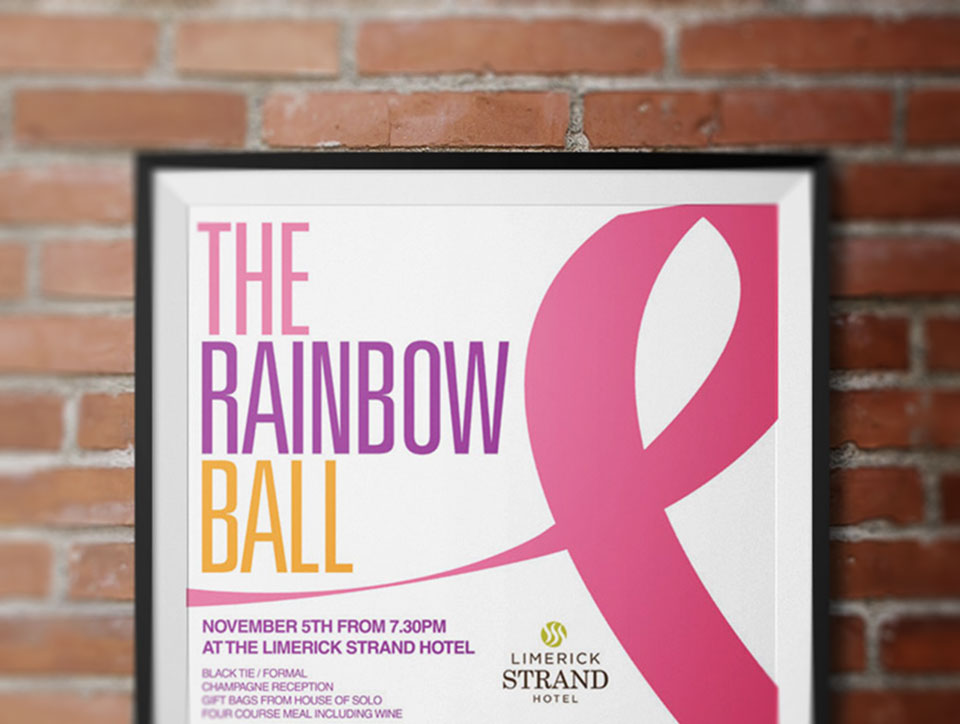 THE
RAINBOW
BALL
NOVEMBER 5TH FROM 7.30PM
AT THE LIMERICK STRAND HOTEL
BLACK TIE / FORMAL
CHAMPAGNE RECEPTION
GIFT BAGS FROM HOUSE OF SOLO
FOUR COURSE MEAL INCLUDING WINE
LIMERICK
STRAND
HOTEL